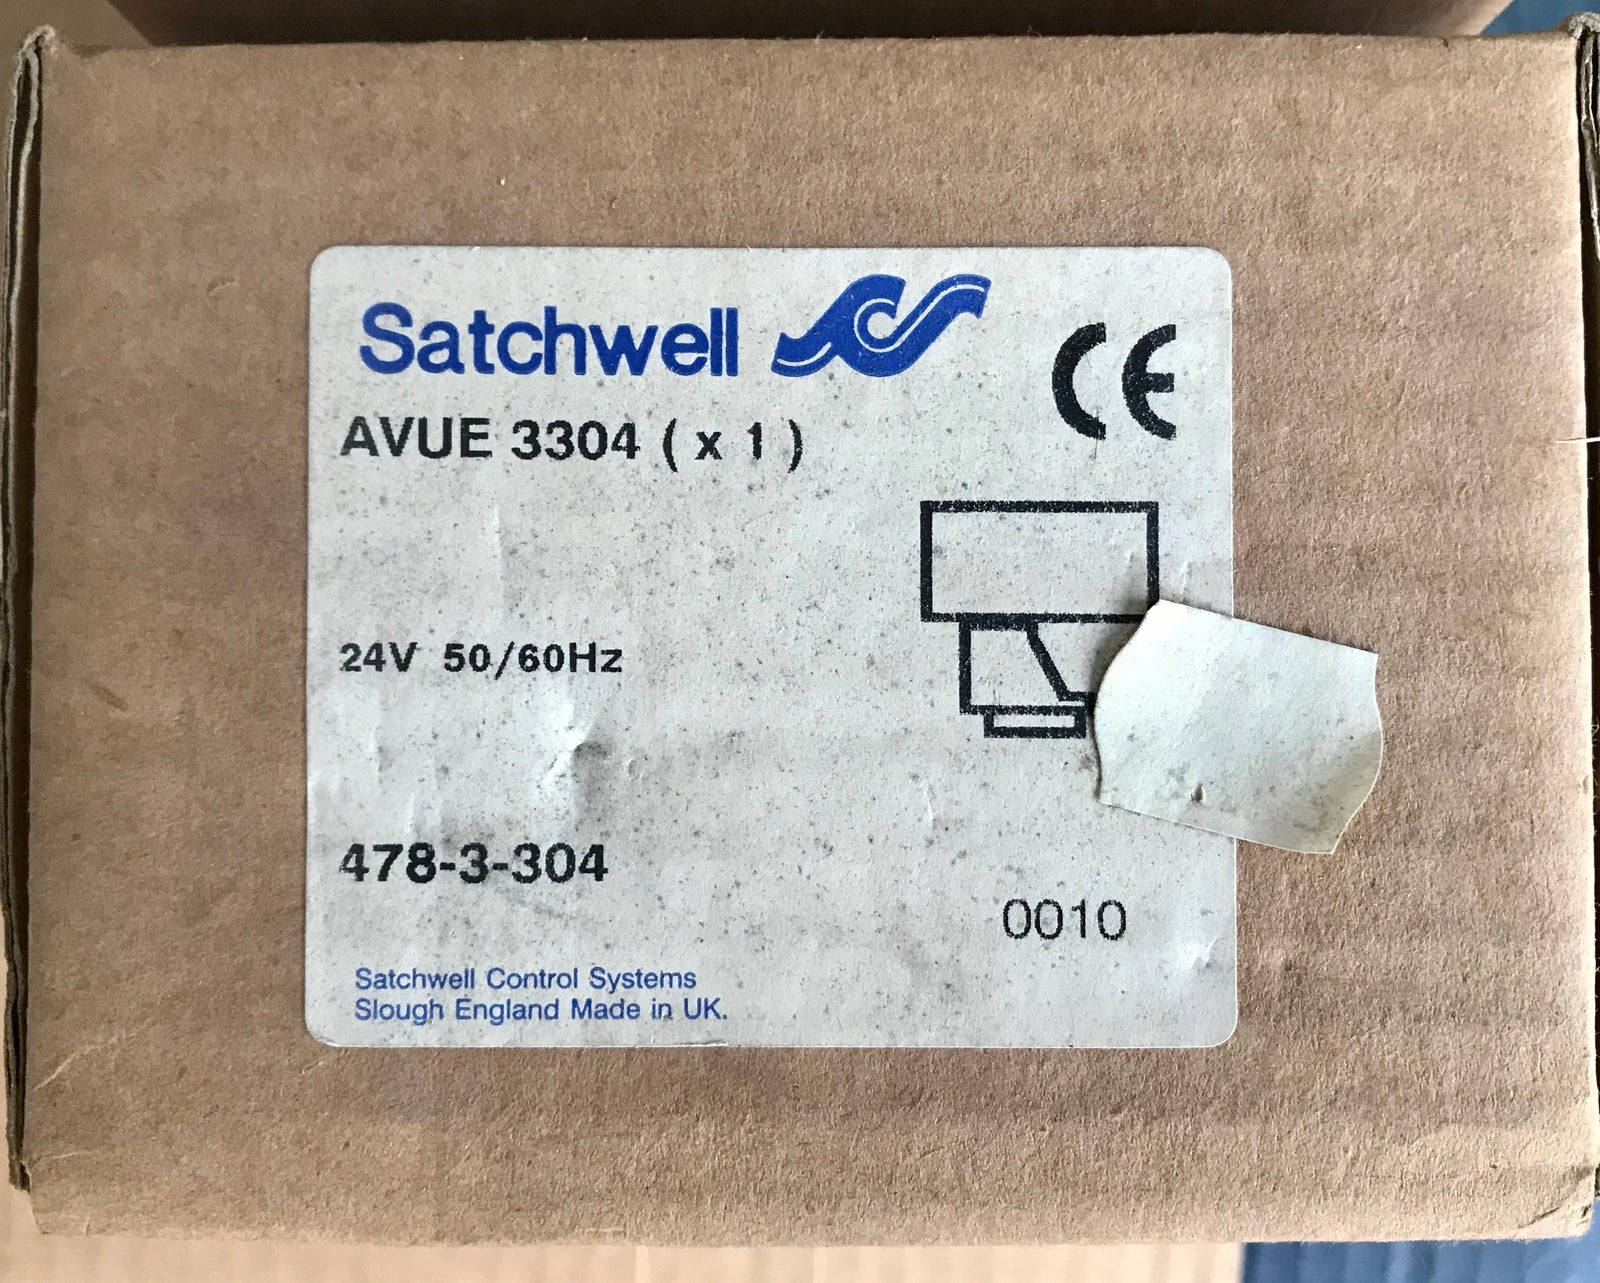 Satchwell
CE
AVUE 3304 ( x 1 )
24V 50/60Hz
478-3-304
0010
Satchwell Control Systems
Slough England Made in UK.